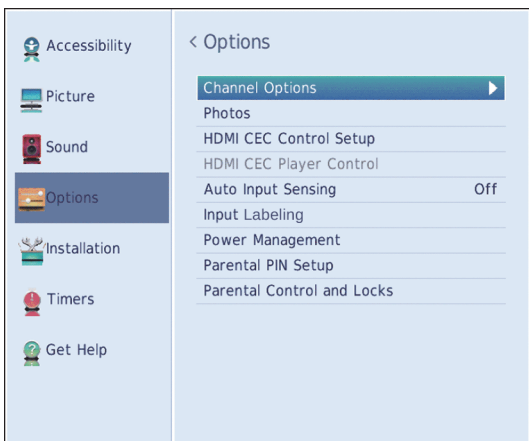 Accessibility
Picture
Sound
Options
Installation
Timers
Get Help
< Options
Channel Options
Photos
HDMI CEC Control Setup
HDMI CEC Player Control
Auto Input Sensing Off
Input Labeling
Power Management
Parental PIN Setup
Parental Control and Locks